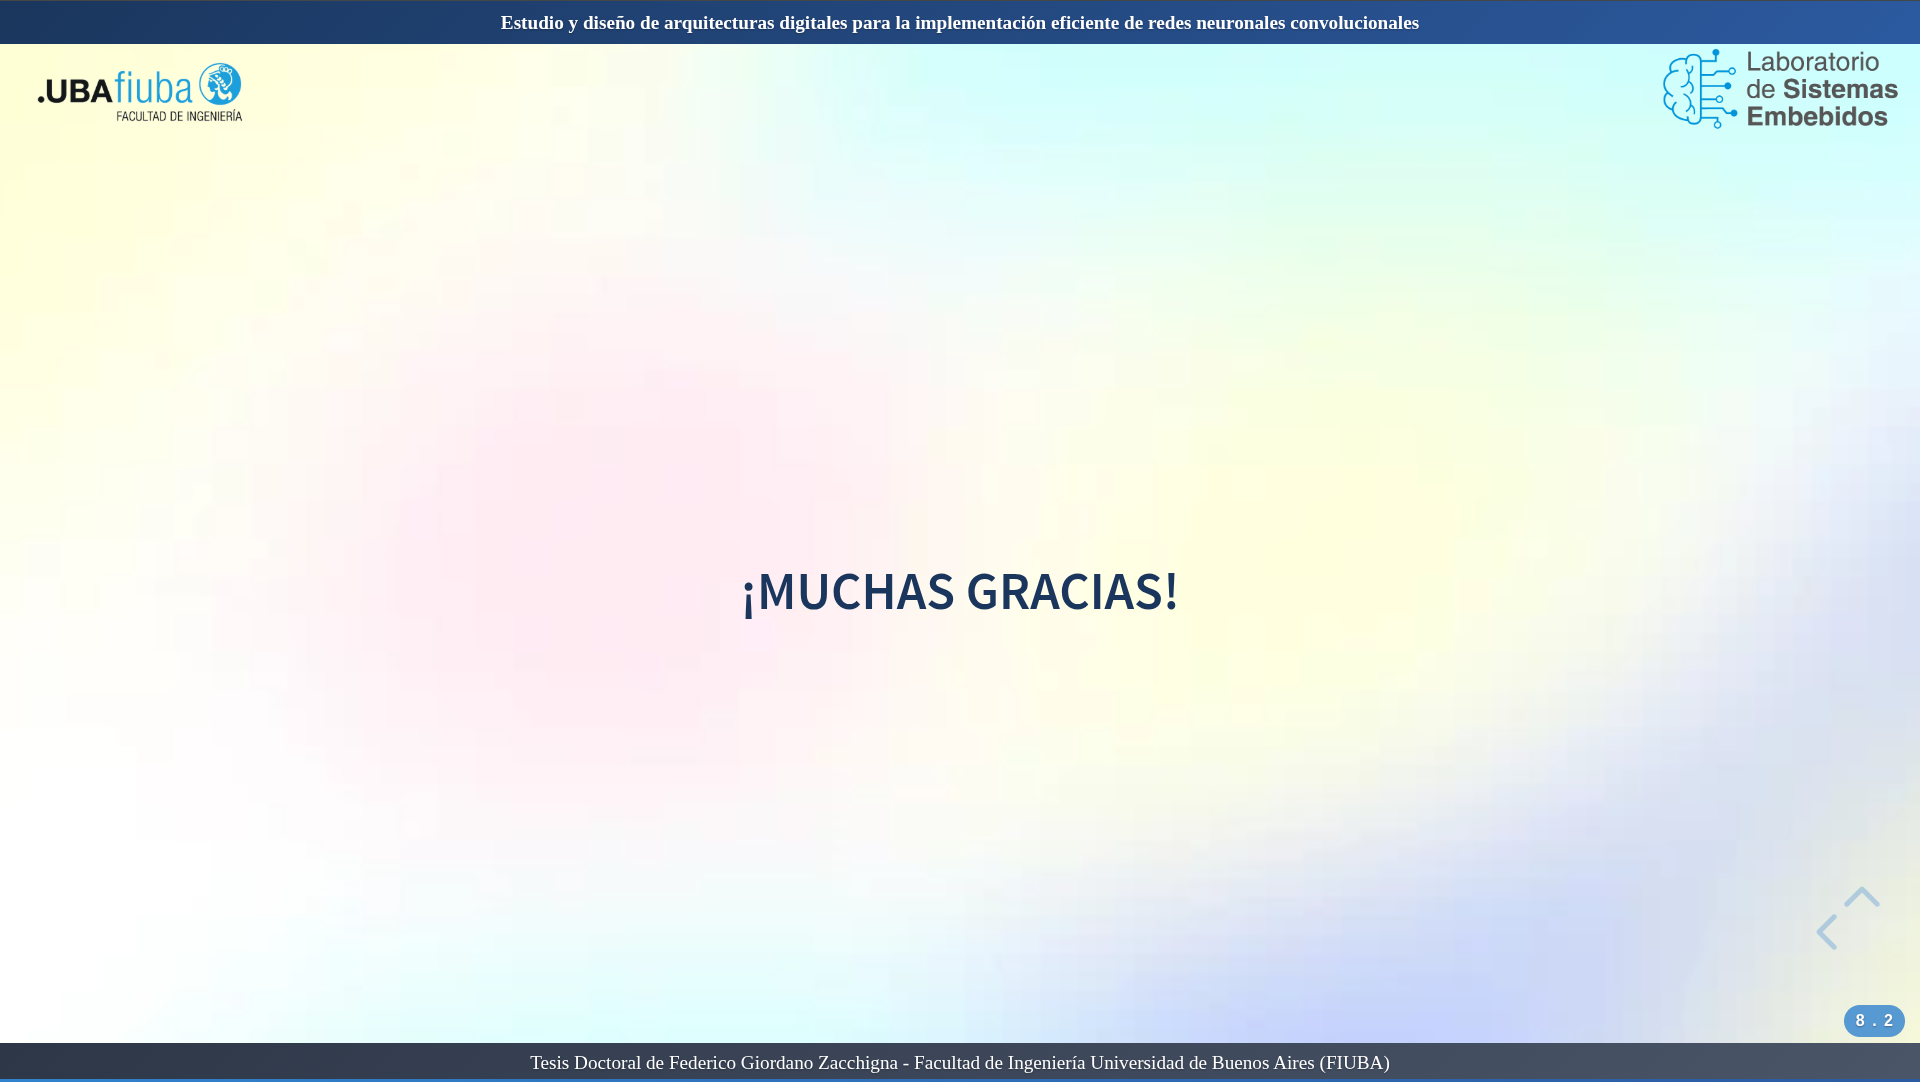 Estudio y diseño de arquitecturas digitales para la implementación eficiente de redes neuronales convolucionales
.UBAfiuba
FACULTAD DE INGENIERÍA
Laboratorio
de Sistemas
Embebidos
¡MUCHAS GRACIAS!
8 . 2
Tesis Doctoral de Federico Giordano Zacchigna - Facultad de Ingeniería Universidad de Buenos Aires (FIUBA)